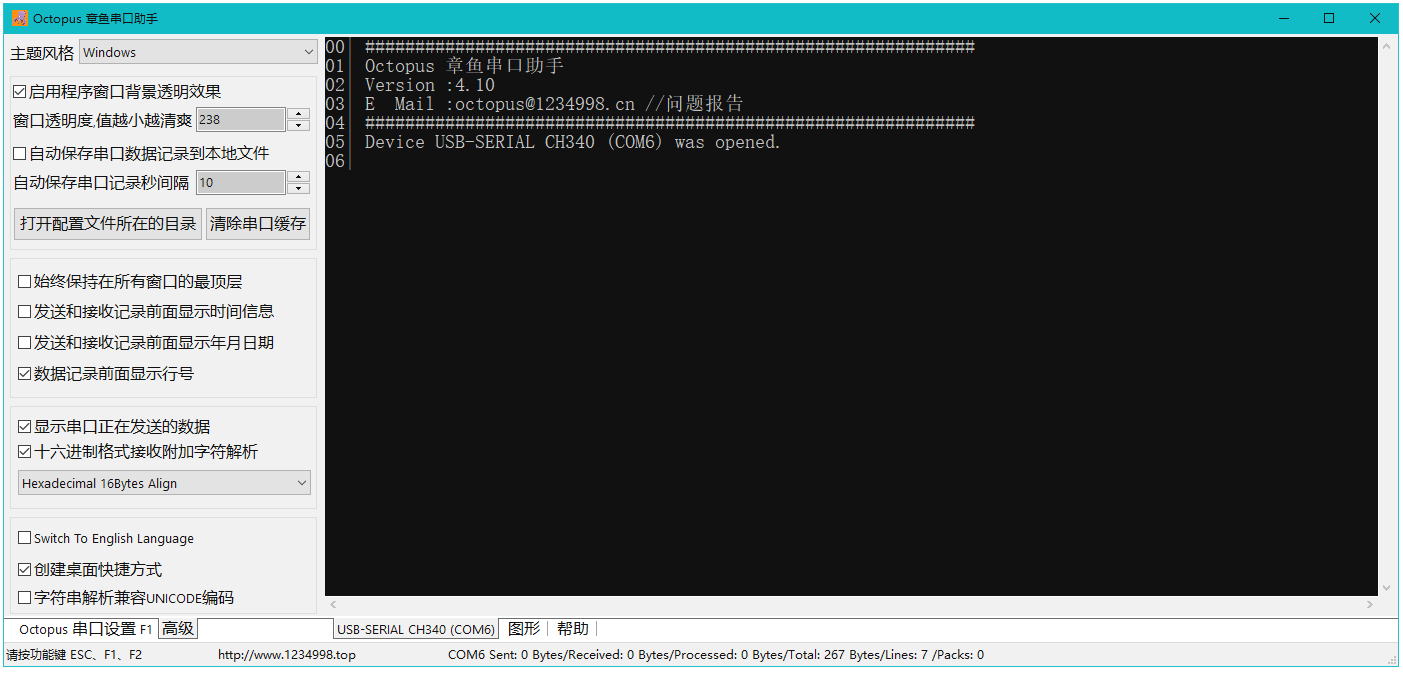 Octopus 章鱼串口助手
主题风格 Windows
启用程序窗口背景透明效果
窗口透明度,值越小越清爽 238
自动保存串口数据记录到本地文件
自动保存串口记录秒间隔 10
打开配置文件所在的目录 清除串口缓存
始终保持在所有窗口的最顶层
发送和接收记录前面显示时间信息
发送和接收记录前面显示年月日期
数据记录前面显示行号
显示串口正在发送的数据
十六进制格式接收附加字符解析
Hexadecimal 16Bytes Align
Switch To English Language
创建桌面快捷方式
字符串解析兼容UNICODE编码
00 #############################################################
01 Octopus 章鱼串口助手
02 Version :4.10
03 E  Mail :octopus@1234998.cn //问题报告
04 #############################################################
05 Device USB-SERIAL CH340 (COM6) was opened.
06
Octopus 串口设置 F1 高级 USB-SERIAL CH340 (COM6) 图形 帮助
请按功能键 ESC、F1、F2 http://www.1234998.top COM6 Sent: 0 Bytes/Received: 0 Bytes/Processed: 0 Bytes/Total: 267 Bytes/Lines: 7 /Packs: 0